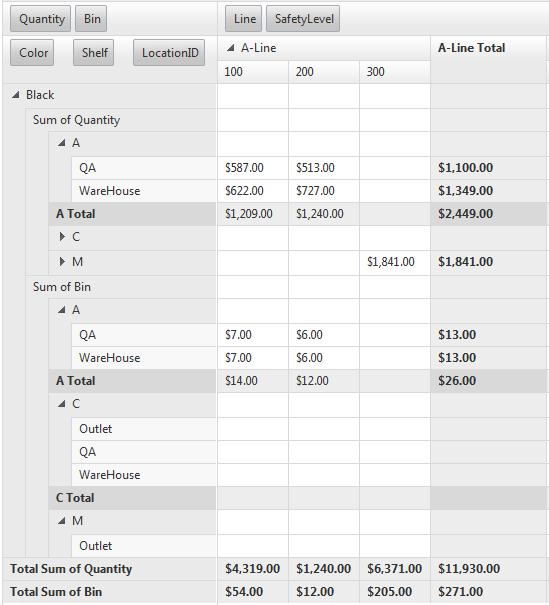 Quantity Bin Line SafetyLevel
Color Shelf LocationID A-Line A-Line Total
100 200 300
Black
Sum of Quantity
A
QA $587.00 $513.00 $1,100.00
WareHouse $622.00 $727.00 $1,349.00
A Total $1,209.00 $1,240.00 $2,449.00
C
M $1,841.00 $1,841.00
Sum of Bin
A
QA $7.00 $6.00 $13.00
WareHouse $7.00 $6.00 $13.00
A Total $14.00 $12.00 $26.00
C
Outlet
QA
WareHouse
C Total
M
Outlet
Total Sum of Quantity $4,319.00 $1,240.00 $6,371.00 $11,930.00
Total Sum of Bin $54.00 $12.00 $205.00 $271.00